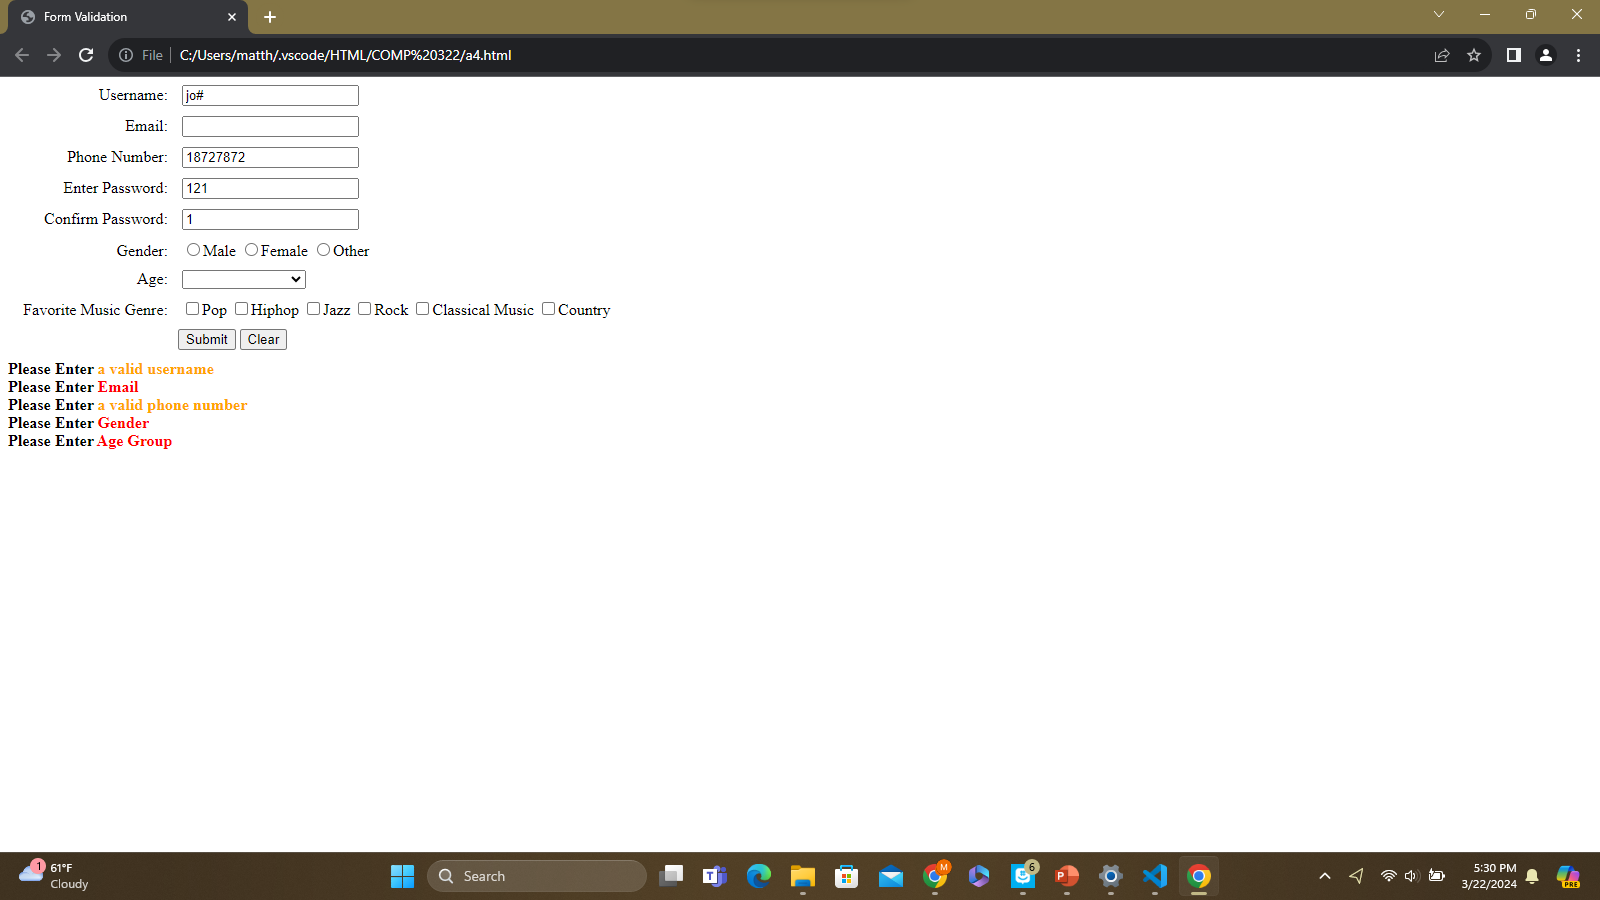 Form Validation
File C:/Users/matth/.vscode/HTML/COMP%20322/a4.html
Username: jo#
Email:
Phone Number: 18727872
Enter Password: 121
Confirm Password: 1
Gender: Male Female Other
Age:
Favorite Music Genre: Pop Hiphop Jazz Rock Classical Music Country
Submit Clear
Please Enter a valid username
Please Enter Email
Please Enter a valid phone number
Please Enter Gender
Please Enter Age Group
1 61°F
Cloudy
Search
T
M
6
P
5:30 PM
3/22/2024
PRE